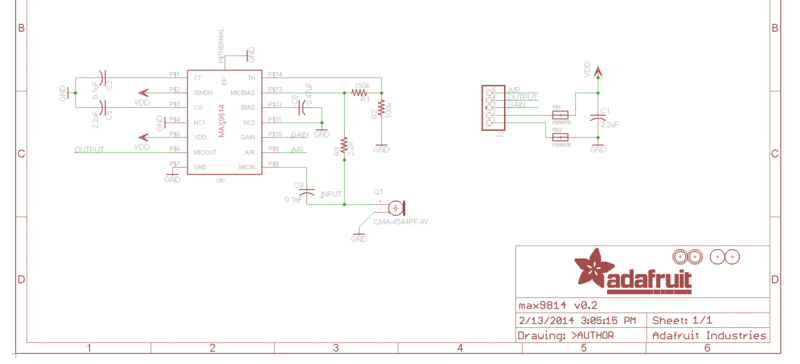 B
B
P$THERMAL
GND
P$1
CT
EP
TH
P$14
150k
R1
0.1uF
C2
GND
P$2
/SHDN
MICBIAS
P$13
VDD
P$3
CG
BIAS
P$12
C6
0.47uF
R2
2.2uF
GND
P$4
NC1
MAX9814
NC2
P$11
GND
P$5
VDD
GAIN
P$10
GAIN
VDD
OUTPUT
P$6
MICOUT
A/R
P$9
A/R
R3
2.2K
GND
P$7
GND
MICIN
P$8
GND
C9
0.1uF
INPUT
Q1
+
CMA-4544PF-W
GND
VDD
A/R
OUTPUT
GAIN
J2
FB1
FERRITE
FB2
FERRITE
C1
2.2uF
GND
C
C
D
D
adafruit
max9814 v0.2
2/13/2014 3:05:15 PM
Sheet: 1/1
Drawing: >AUTHOR
Adafruit Industries
1
2
3
4
5
6